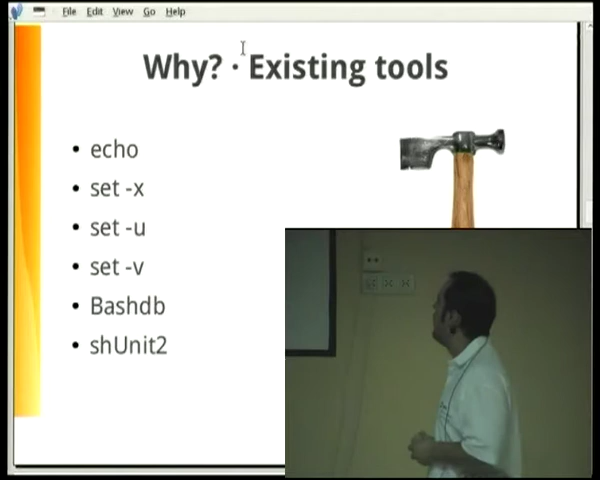 File Edit View Go Help
Why? · Existing tools
• echo
• set -x
• set -u
• set -v
• Bashdb
• shUnit2